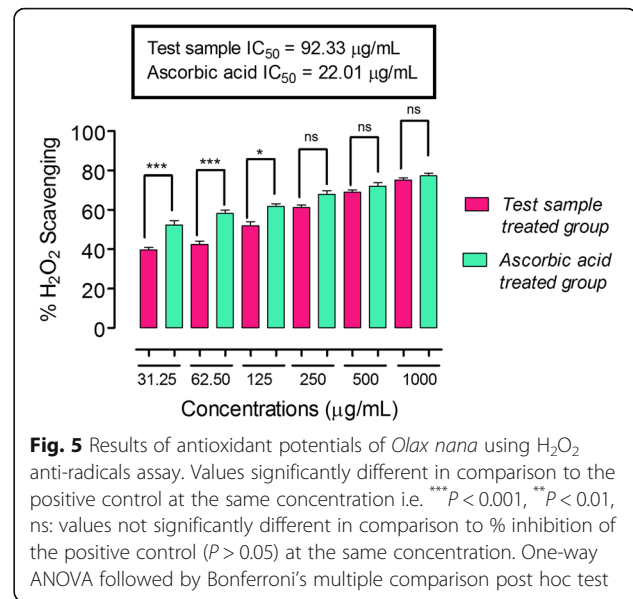 Test sample IC₅₀ = 92.33 µg/mL
Ascorbic acid IC₅₀ = 22.01 µg/mL
% H₂O₂ Scavenging
100
80
60
40
20
0
***
***
*
ns
ns
ns
Test sample
treated group
Ascorbic acid
treated group
31.25 62.50 125 250 500 1000
Concentrations (µg/mL)
Fig. 5 Results of antioxidant potentials of Olax nana using H₂O₂
anti-radicals assay. Values significantly different in comparison to the
positive control at the same concentration i.e. ***P < 0.001, **P < 0.01,
ns: values not significantly different in comparison to % inhibition of
the positive control (P > 0.05) at the same concentration. One-way
ANOVA followed by Bonferroni’s multiple comparison post hoc test